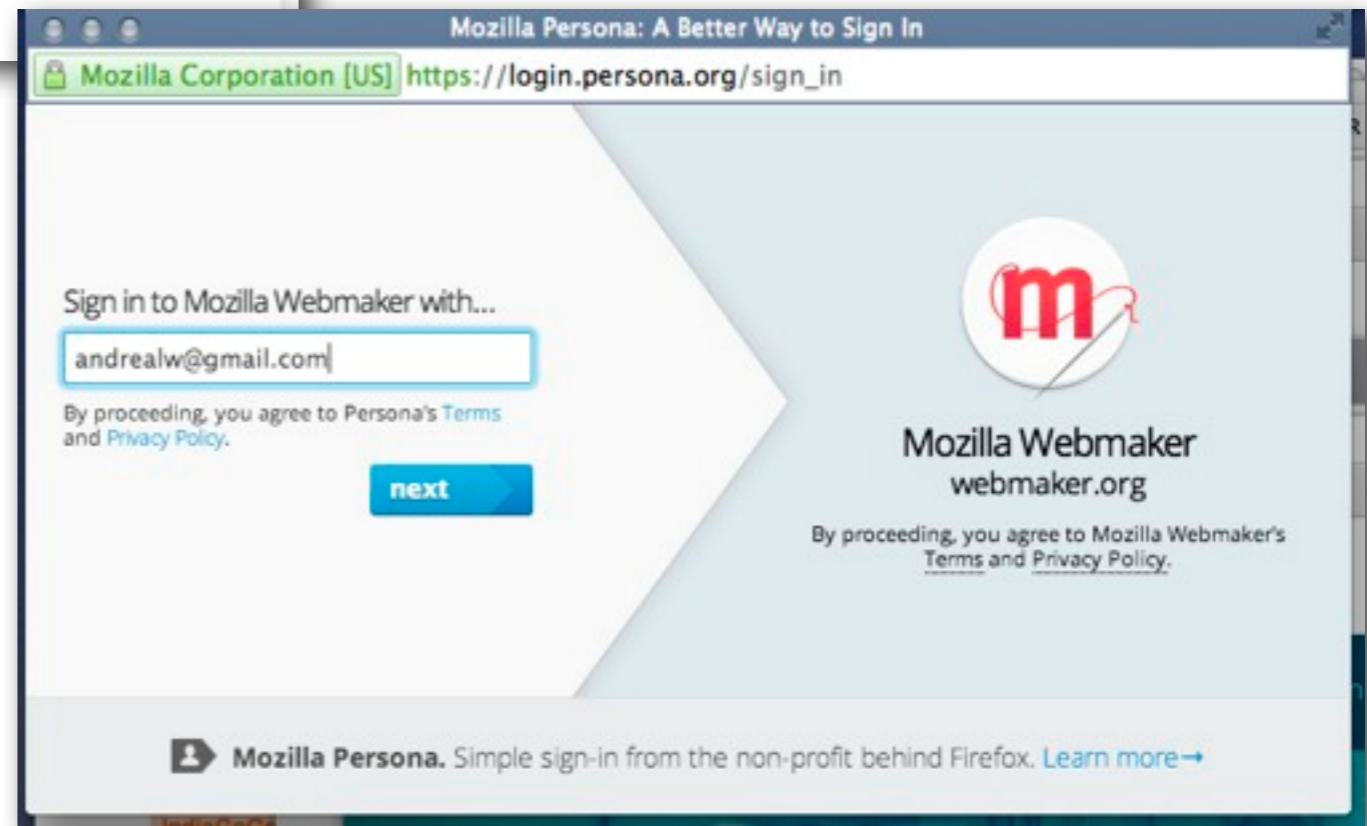 Mozilla Persona: A Better Way to Sign In
Mozilla Corporation [US] https://login.persona.org/sign_in
Sign in to Mozilla Webmaker with...
andrealw@gmail.com
By proceeding, you agree to Persona's Terms
and Privacy Policy.
next
m
Mozilla Webmaker
webmaker.org
By proceeding, you agree to Mozilla Webmaker's
Terms and Privacy Policy.
Mozilla Persona. Simple sign-in from the non-profit behind Firefox. Learn more→